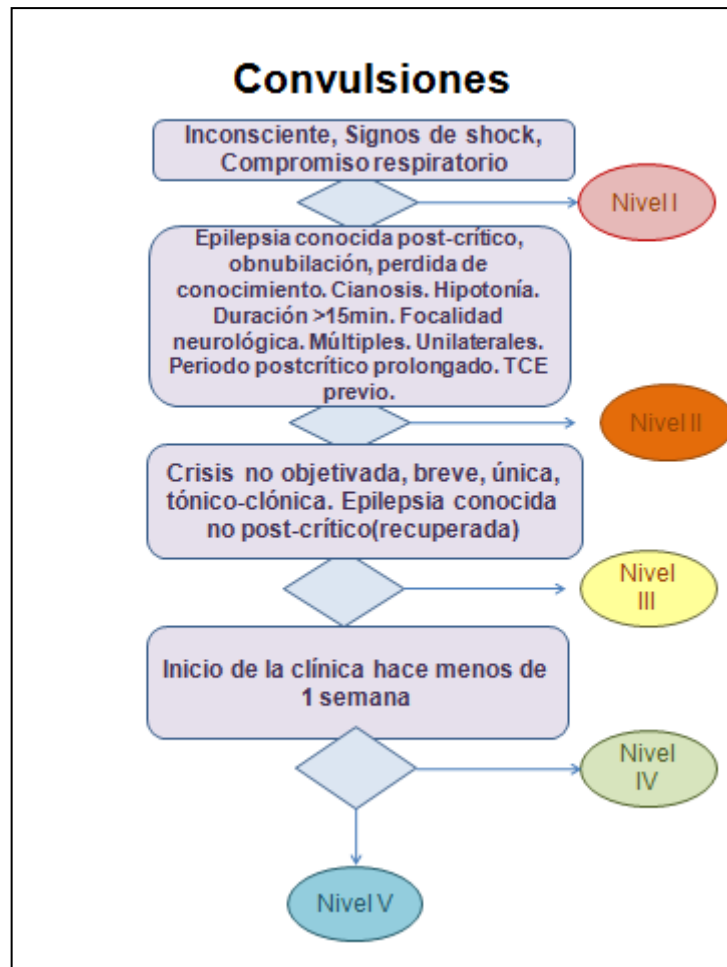 Convulsiones
Inconsciente, Signos de shock,
Compromiso respiratorio
Nivel I
Epilepsia conocida post-crítico,
obnubilación, perdida de
conocimiento. Cianosis. Hipotonía.
Duración >15min. Focalidad
neurológica. Múltiples. Unilaterales.
Periodo postcrítico prolongado. TCE
previo.
Nivel II
Crisis no objetivada, breve, única,
tónico-clónica. Epilepsia conocida
no post-crítico(recuperada)
Nivel
III
Inicio de la clínica hace menos de
1 semana
Nivel
IV
Nivel V